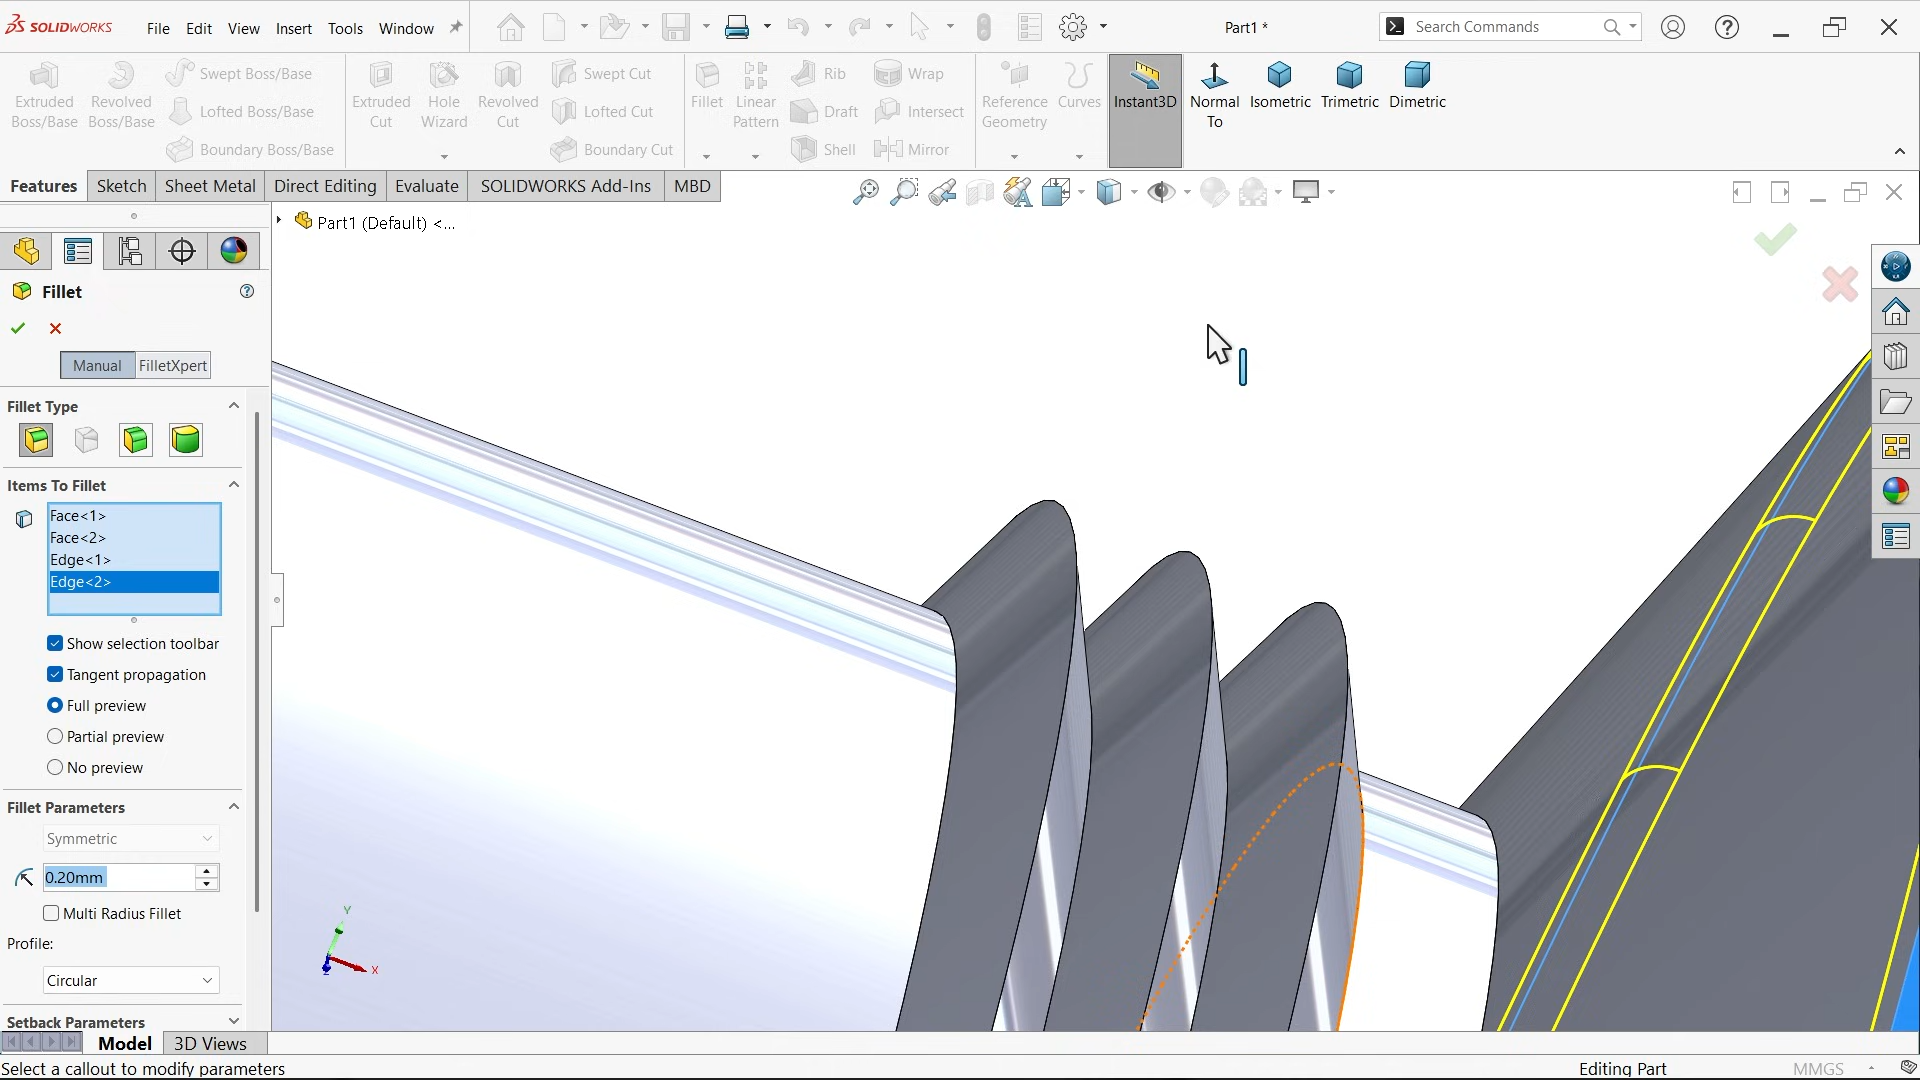 SOLIDWORKS File Edit View Insert Tools Window Part1 * Search Commands
Extruded Boss/Base
Revolved Boss/Base
Swept Boss/Base
Lofted Boss/Base
Boundary Boss/Base
Extruded Cut
Hole Wizard
Revolved Cut
Swept Cut
Lofted Cut
Boundary Cut
Fillet
Linear Pattern
Rib
Draft
Shell
Wrap
Intersect
Mirror
Reference Geometry
Curves
Instant3D
Normal To
Isometric
Trimetric
Dimetric
Features Sketch Sheet Metal Direct Editing Evaluate SOLIDWORKS Add-Ins MBD
Part1 (Default) <...
Fillet
Manual FilletXpert
Fillet Type
Items To Fillet
Face<1>
Face<2>
Edge<1>
Edge<2>
Show selection toolbar
Tangent propagation
Full preview
Partial preview
No preview
Fillet Parameters
Symmetric
0.20mm
Multi Radius Fillet
Profile:
Circular
Setback Parameters
Y
X
Z
Model 3D Views
Select a callout to modify parameters Editing Part MMGS